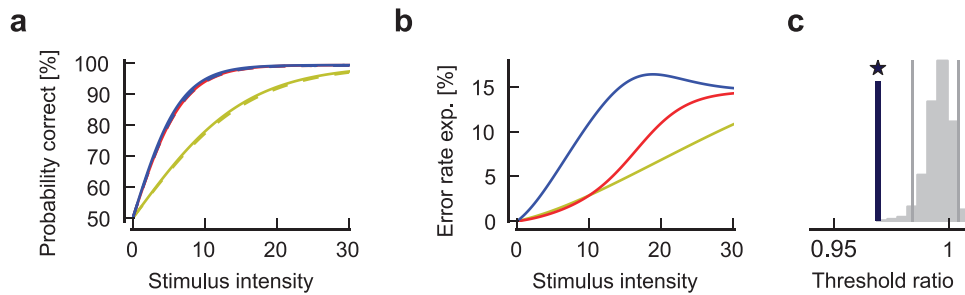 a
Probability correct [%]
100
90
80
70
60
50
0 10 20 30
Stimulus intensity
b
Error rate exp. [%]
15
10
5
0
0 10 20 30
Stimulus intensity
c
0.95 1
Threshold ratio